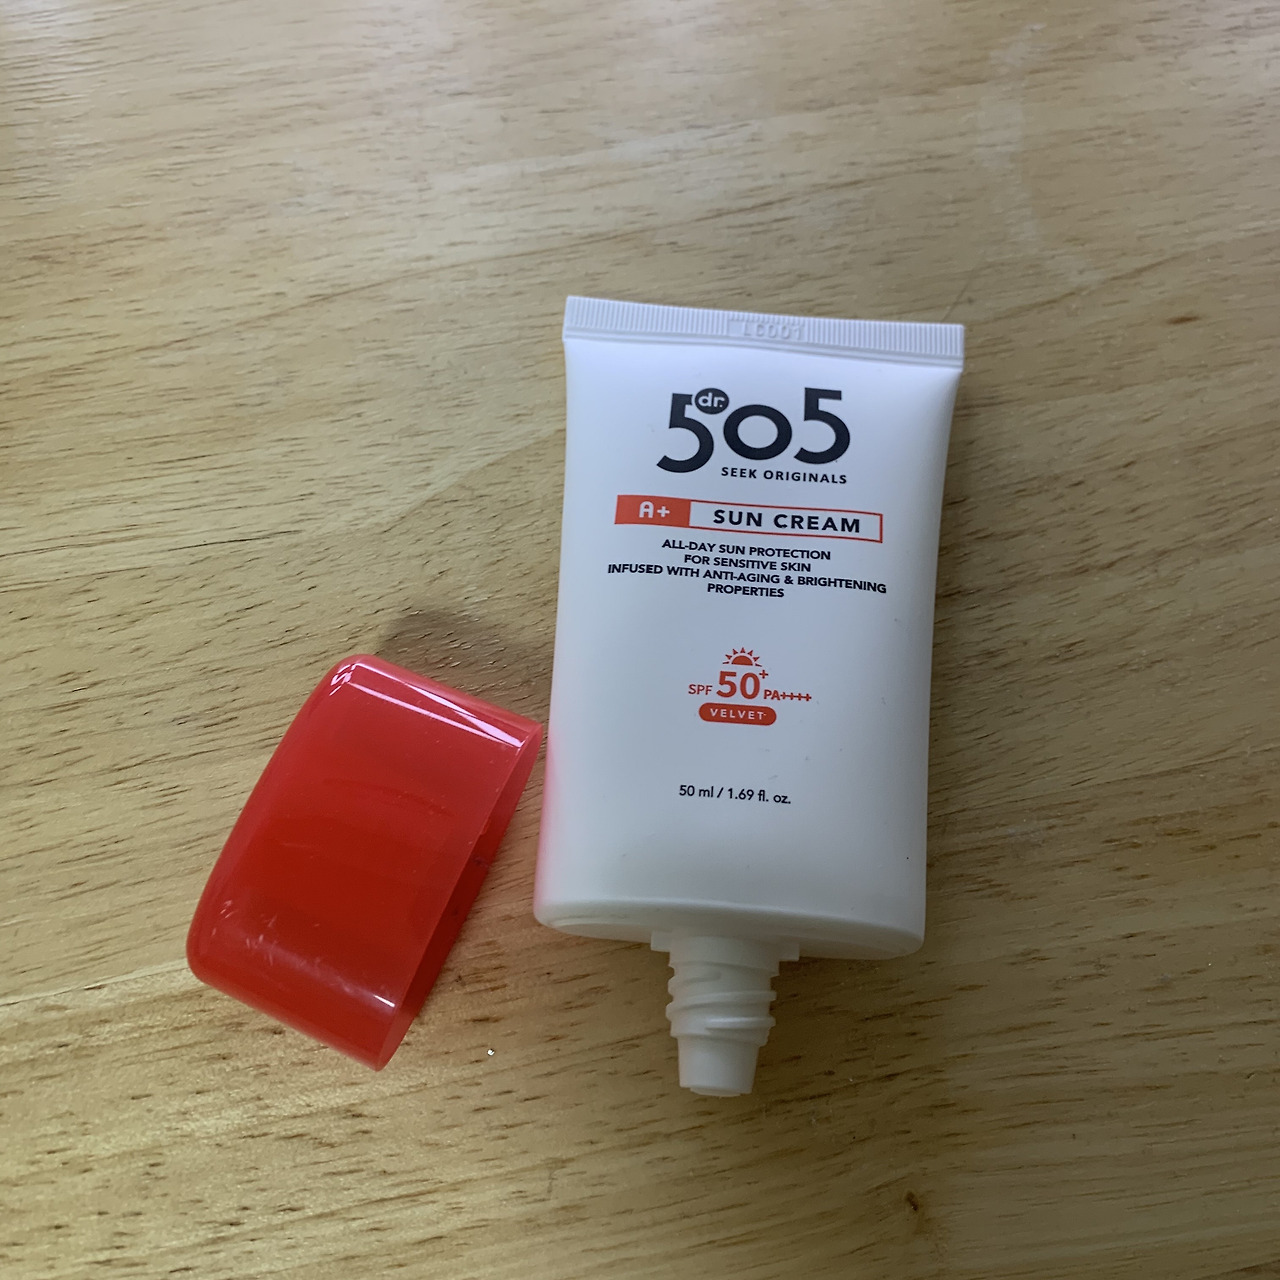 LC001
dr.
505
SEEK ORIGINALS
A+ SUN CREAM
ALL-DAY SUN PROTECTION
FOR SENSITIVE SKIN
INFUSED WITH ANTI-AGING & BRIGHTENING
PROPERTIES
SPF 50+ PA++++
VELVET
50 ml / 1.69 fl. oz.